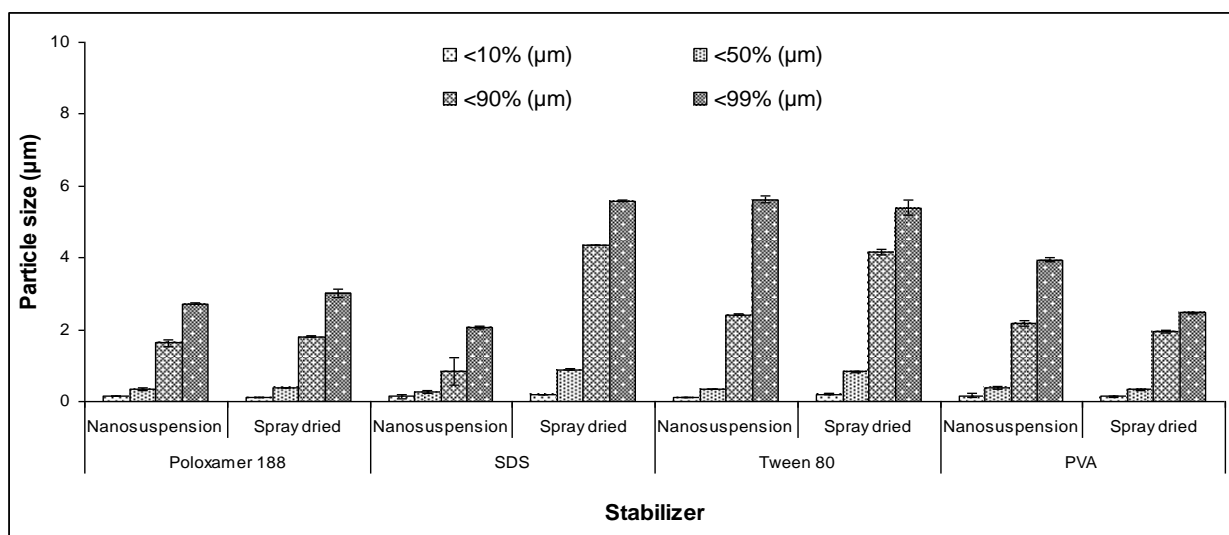 10
8
6
4
2
0
Particle size (µm)
<10% (µm) <50% (µm)
<90% (µm) <99% (µm)
Nanosuspension Spray dried Nanosuspension Spray dried Nanosuspension Spray dried Nanosuspension Spray dried
Poloxamer 188 SDS Tween 80 PVA
Stabilizer